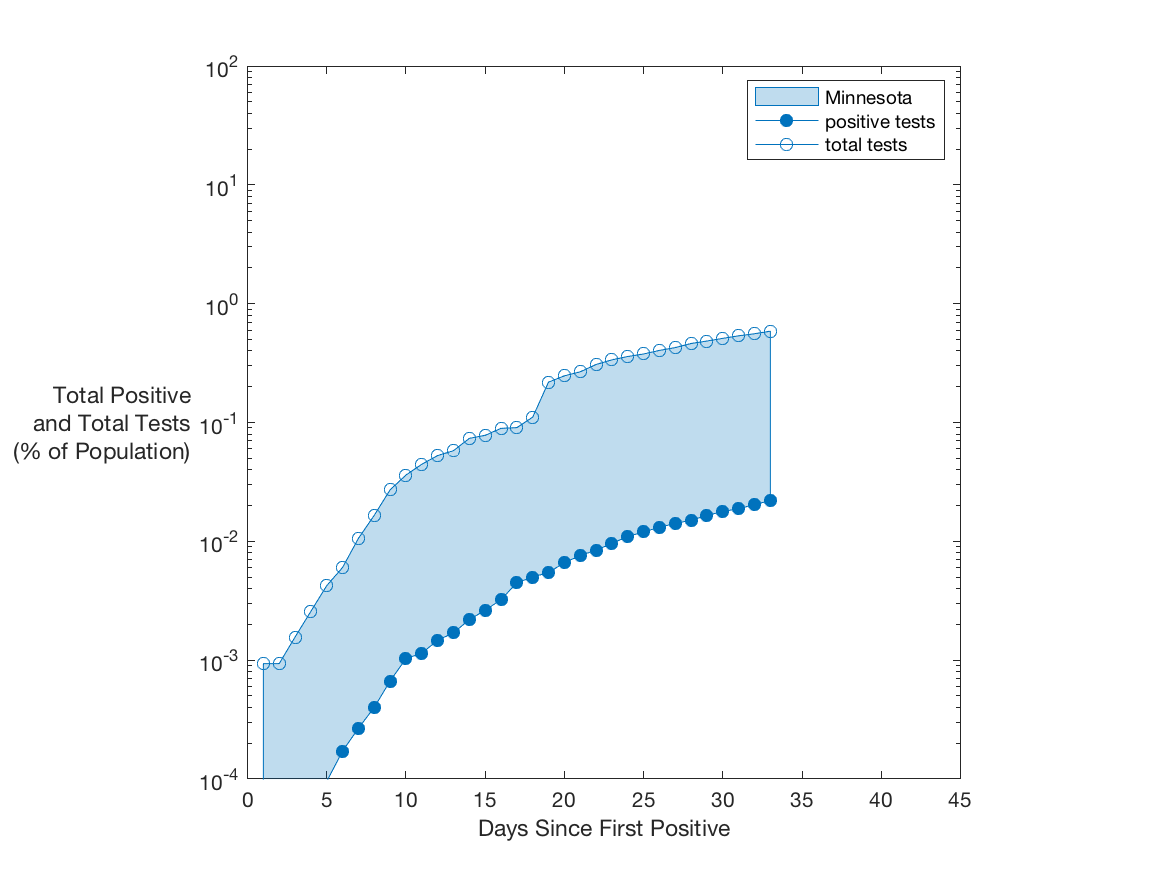 10^2
10^1
10^0
10^-1
10^-2
10^-3
10^-4
Total Positive
and Total Tests
(% of Population)
Minnesota
positive tests
total tests
0 5 10 15 20 25 30 35 40 45
Days Since First Positive